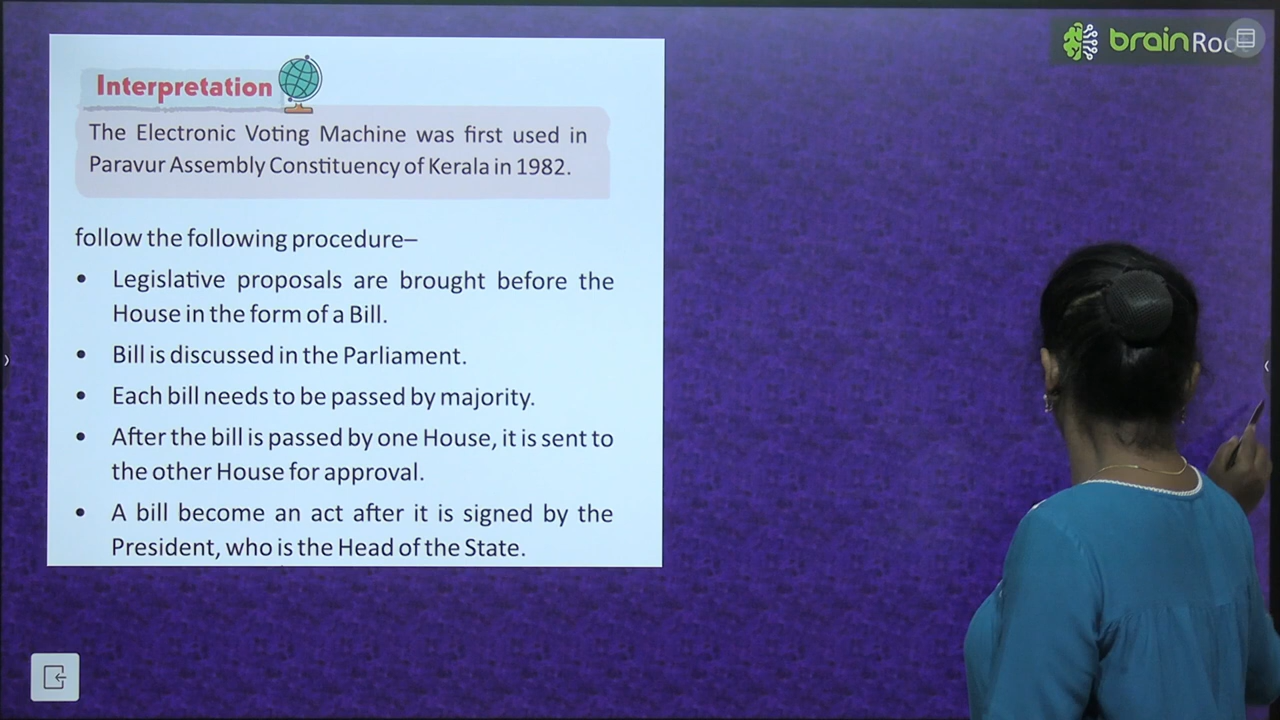 brainRoo
Interpretation
The Electronic Voting Machine was first used in
Paravur Assembly Constituency of Kerala in 1982.
follow the following procedure–
• Legislative proposals are brought before the
House in the form of a Bill.
• Bill is discussed in the Parliament.
• Each bill needs to be passed by majority.
• After the bill is passed by one House, it is sent to
the other House for approval.
• A bill become an act after it is signed by the
President, who is the Head of the State.